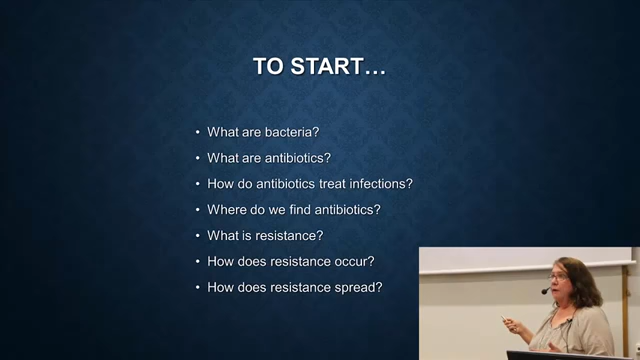 TO START...
• What are bacteria?
• What are antibiotics?
• How do antibiotics treat infections?
• Where do we find antibiotics?
• What is resistance?
• How does resistance occur?
• How does resistance spread?